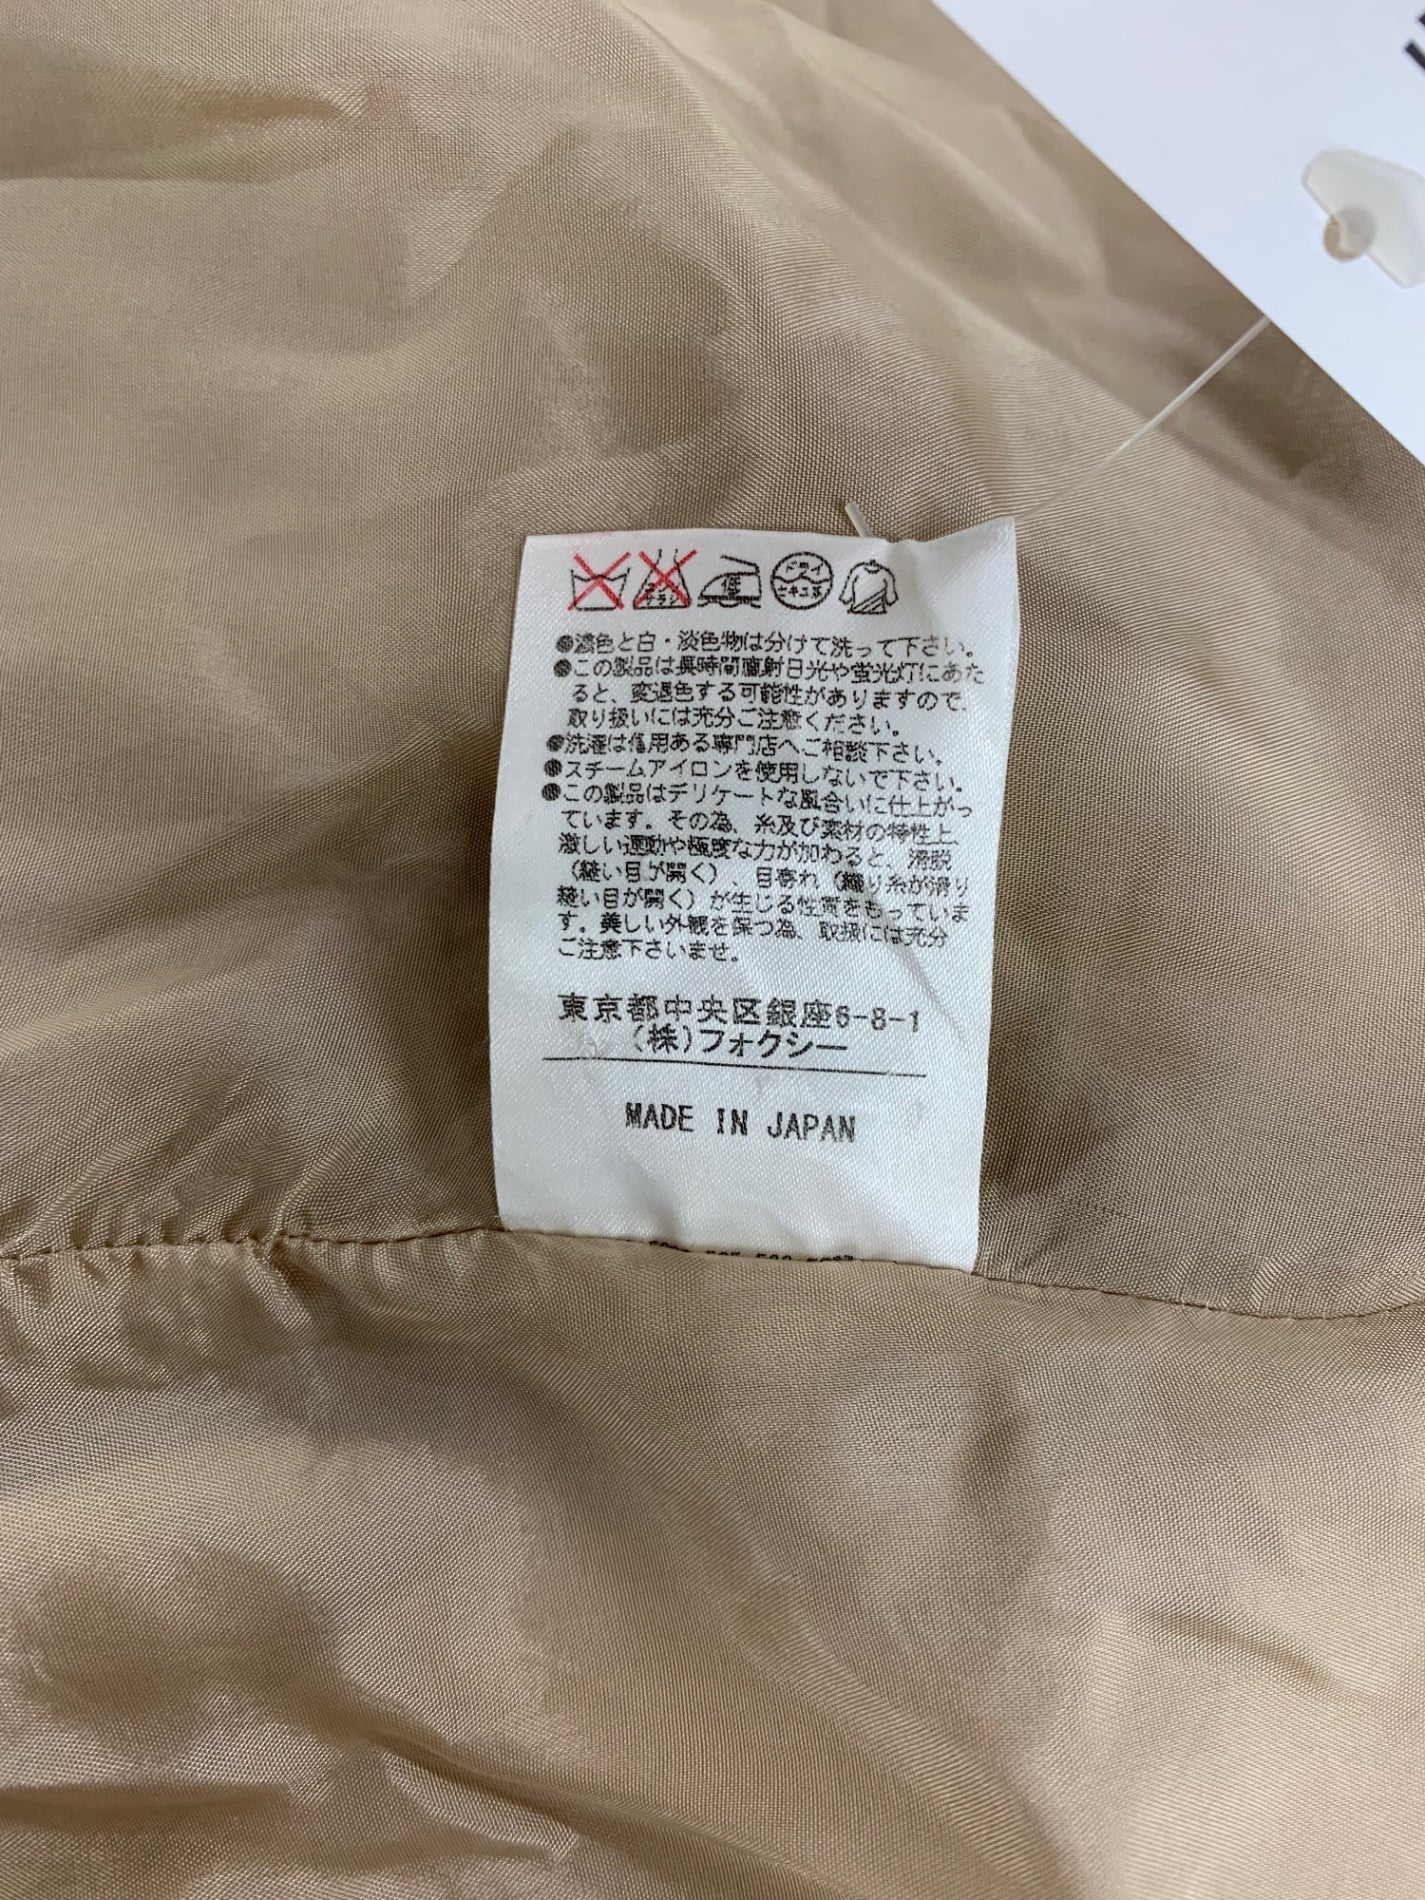 エンソ
サラシ
低
ドライ
セキユ系
●濃色と白・淡色物は分けて洗って下さい。
●この製品は長時間直射日光や蛍光灯にあた
ると、変退色する可能性がありますので、
取り扱いには充分ご注意ください。
●洗濯は信用ある専門店へご相談下さい。
●スチームアイロンを使用しないで下さい。
●この製品はデリケートな風合いに仕上がっ
ています。その為、糸及び素材の特性上、
激しい運動や極度な力が加わると、滑脱
（縫い目が開く）、目寄れ（織り糸が滑り
縫い目が開く）が生じる性質をもっていま
す。美しい外観を保つ為、取扱には充分
ご注意下さいませ。
東京都中央区銀座6-8-1
(株)フォクシー
MADE IN JAPAN